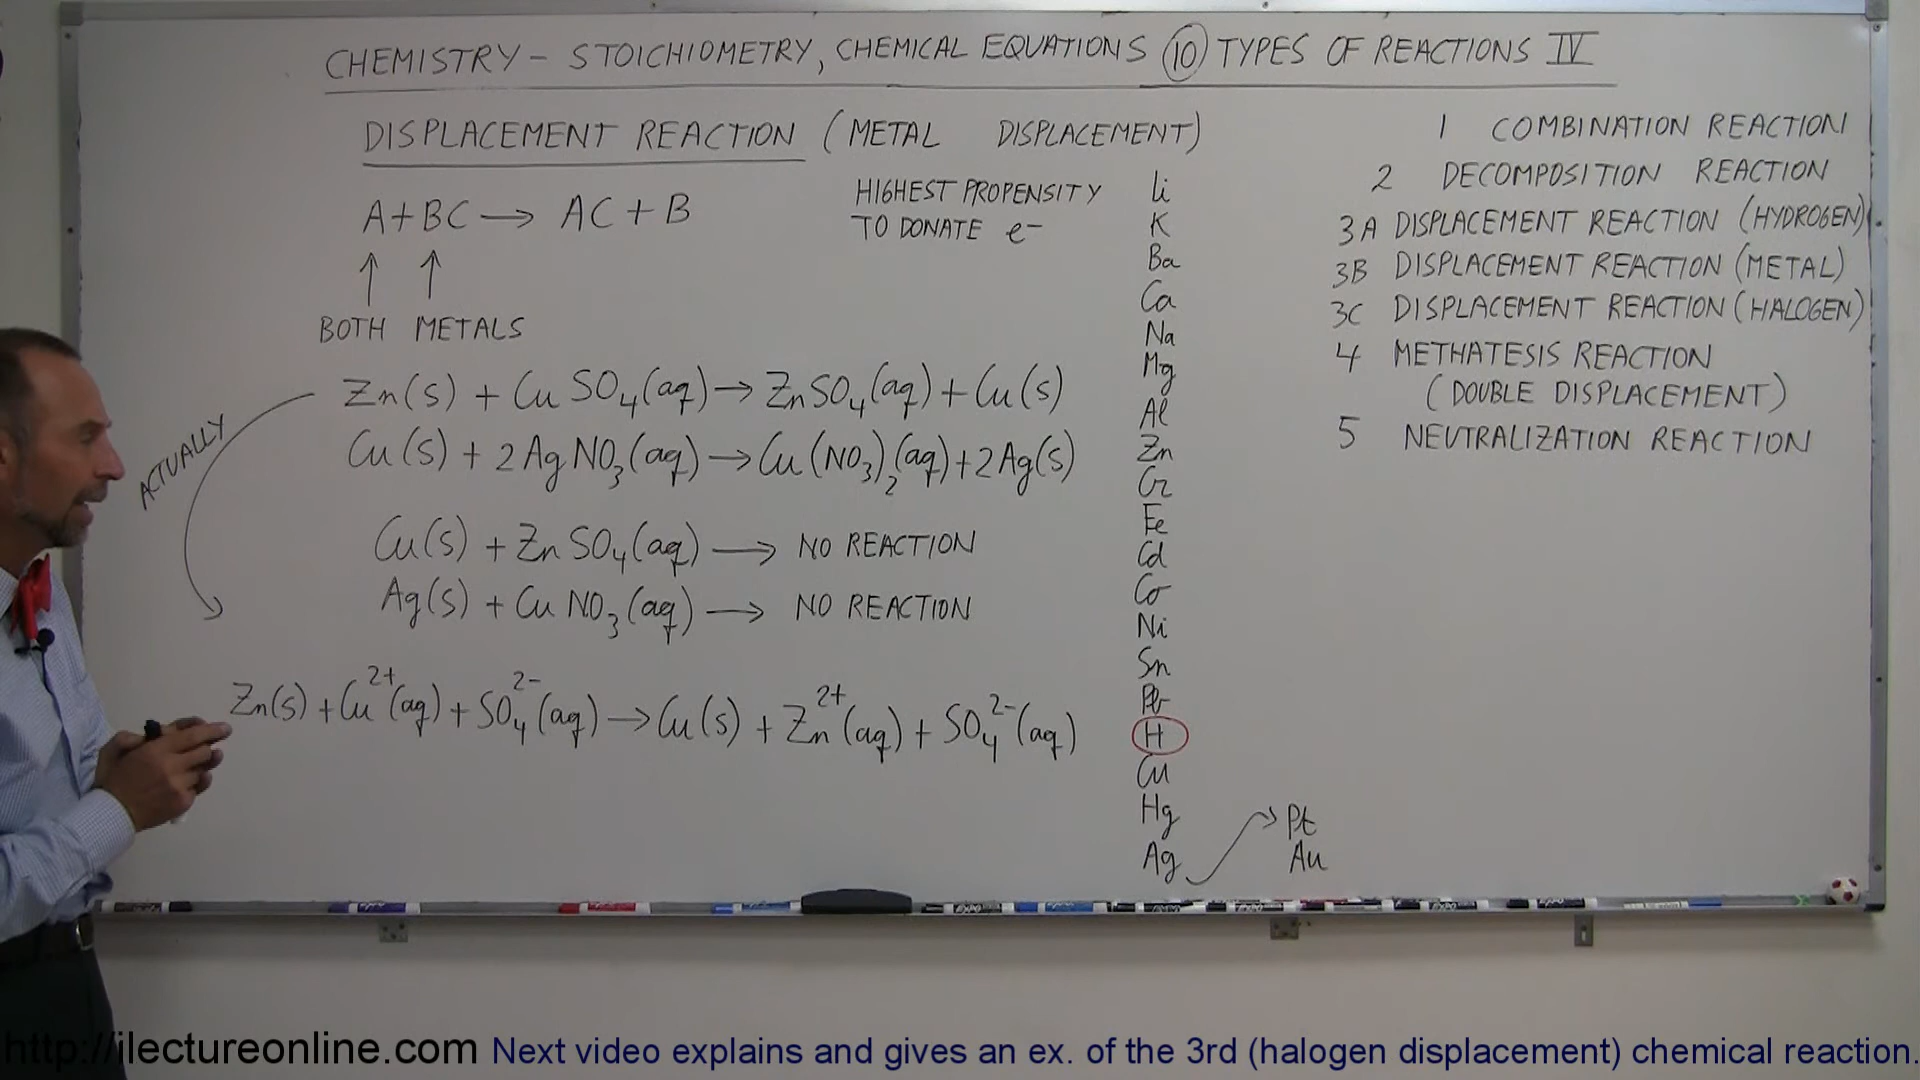 CHEMISTRY – STOICHIOMETRY, CHEMICAL EQUATIONS 10 TYPES OF REACTIONS IV
DISPLACEMENT REACTION (METAL DISPLACEMENT)
A + BC → AC + B
↑ ↑
BOTH METALS
HIGHEST PROPENSITY
TO DONATE e-
Zn(s) + CuSO₄(aq) → ZnSO₄(aq) + Cu(s)
Cu(s) + 2AgNO₃(aq) → Cu(NO₃)₂(aq) + 2Ag(s)
Cu(s) + ZnSO₄(aq) → NO REACTION
Ag(s) + CuNO₃(aq) → NO REACTION
ACTUALLY
Zn(s) + Cu²⁺(aq) + SO₄²⁻(aq) → Cu(s) + Zn²⁺(aq) + SO₄²⁻(aq)
Li
K
Ba
Ca
Na
Mg
Al
Zn
Cr
Fe
Cd
Co
Ni
Sn
Pb
H
Cu
Hg
Ag → Pt
Au
1 COMBINATION REACTION
2 DECOMPOSITION REACTION
3A DISPLACEMENT REACTION (HYDROGEN)
3B DISPLACEMENT REACTION (METAL)
3C DISPLACEMENT REACTION (HALOGEN)
4 METHATESIS REACTION
(DOUBLE DISPLACEMENT)
5 NEUTRALIZATION REACTION
http://ilectureonline.com Next video explains and gives an ex. of the 3rd (halogen displacement) chemical reaction.